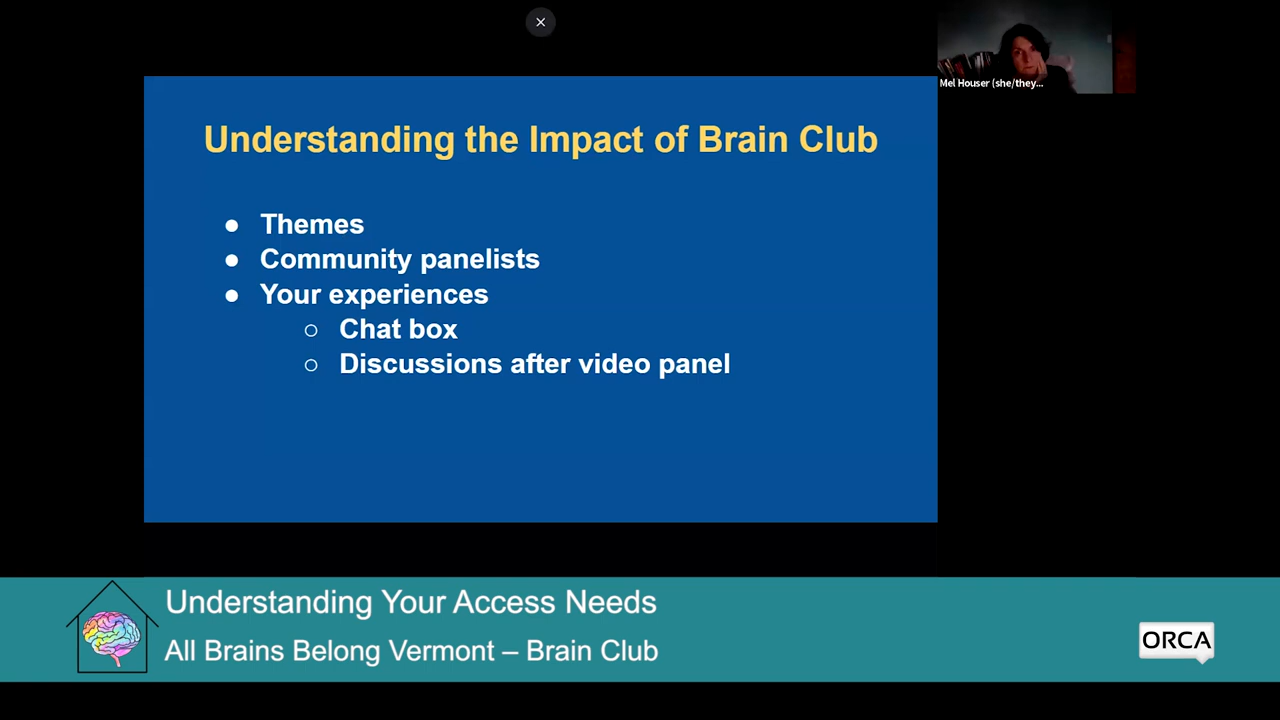 Mel Houser (she/they...
Understanding the Impact of Brain Club
● Themes
● Community panelists
● Your experiences
○ Chat box
○ Discussions after video panel
Understanding Your Access Needs
All Brains Belong Vermont – Brain Club
ORCA